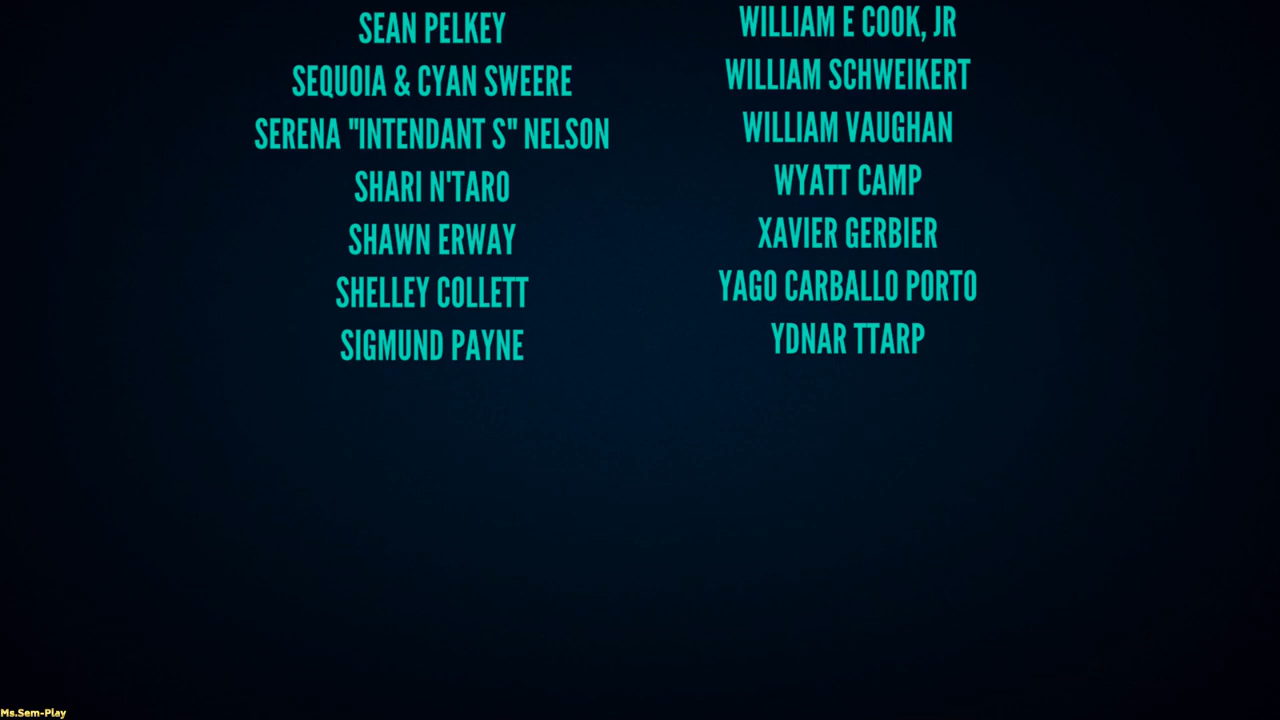 SEAN PELKEY
SEQUOIA & CYAN SWEERE
SERENA "INTENDANT S" NELSON
SHARI N'TARO
SHAWN ERWAY
SHELLEY COLLETT
SIGMUND PAYNE
WILLIAM E COOK, JR
WILLIAM SCHWEIKERT
WILLIAM VAUGHAN
WYATT CAMP
XAVIER GERBIER
YAGO CARBALLO PORTO
YDNAR TTARP
Ms.Sem-Play